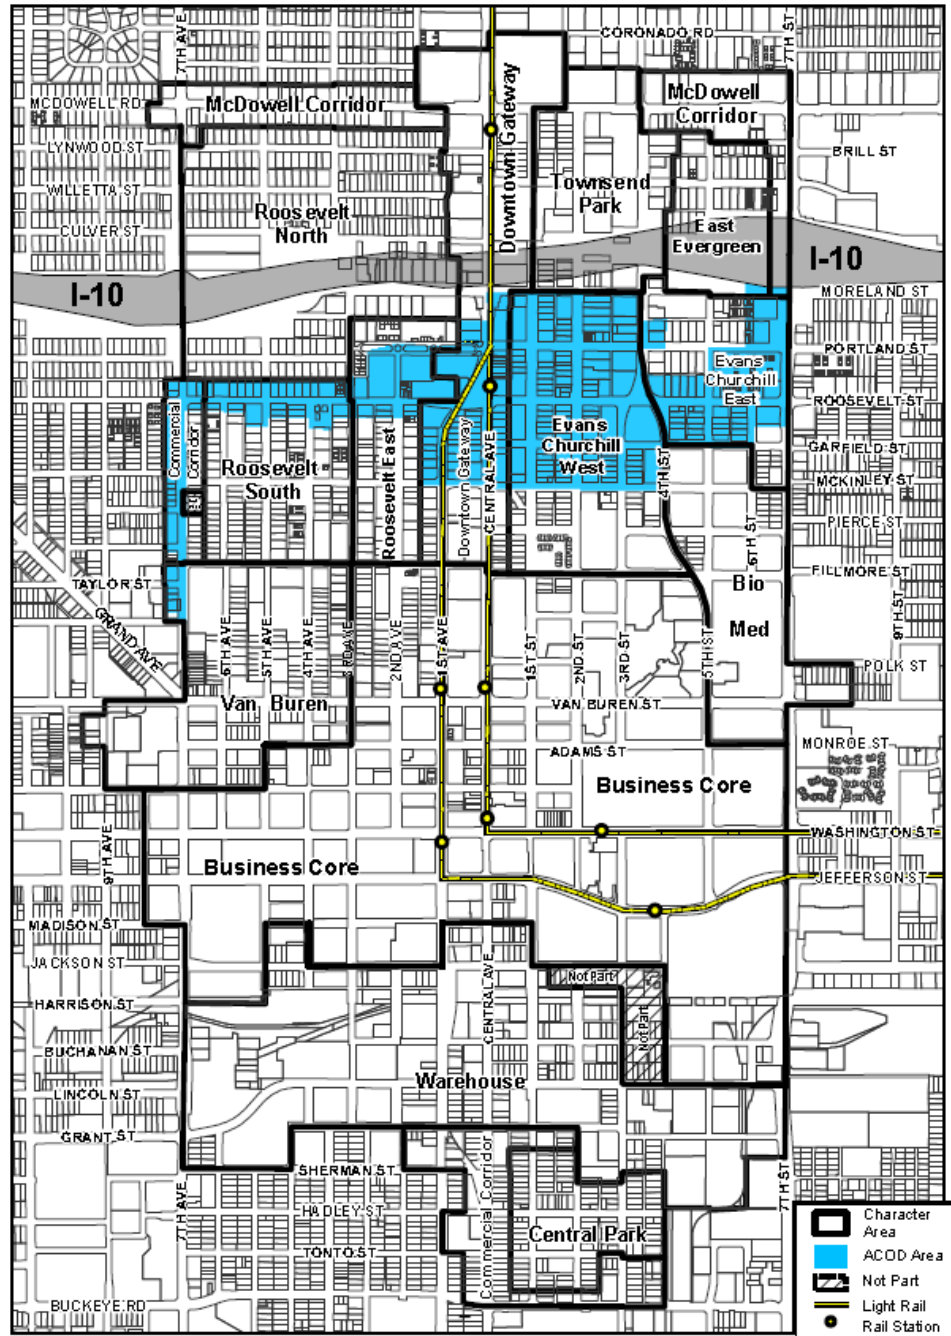 CORONADO RD
7TH AVE
7TH ST
Downtown Gateway
McDowell
Corridor
MCDOWELL RD
McDowell Corridor
LYNWOOD ST
BRILL ST
WILLETTA ST
Townsend
Park
Roosevelt
North
CULVER ST
East
Evergreen
I-10
I-10
MORELAND ST
PORTLAND ST
Evans
Churchill
East
ROOSEVELT ST
Commercial
Corridor
Evans
Churchill
West
GARFIELD ST
Roosevelt
South
Roosevelt East
Downtown Gateway
CENTRAL AVE
4TH ST
MCKINLEY ST
PIERCE ST
6TH ST
FILLMORE ST
TAYLOR ST
GRAND AVE
Bio
Med
9TH ST
6TH AVE
5TH AVE
4TH AVE
3RD AVE
2ND AVE
1ST AVE
1ST ST
2ND ST
3RD ST
5TH ST
POLK ST
Van Buren
VAN BUREN ST
ADAMS ST
MONROE ST
Business Core
WASHINGTON ST
9TH AVE
Business Core
JEFFERSON ST
MADISON ST
JACKSON ST
CENTRAL AVE
Not Part
HARRISON ST
Not Part
BUCHANAN ST
Warehouse
LINCOLN ST
GRANT ST
SHERMAN ST
7TH AVE
Commercial Corridor
7TH ST
HADLEY ST
Central Park
TONTO ST
BUCKEYE RD
Character
Area
ACOD Area
Not Part
Light Rail
Rail Station